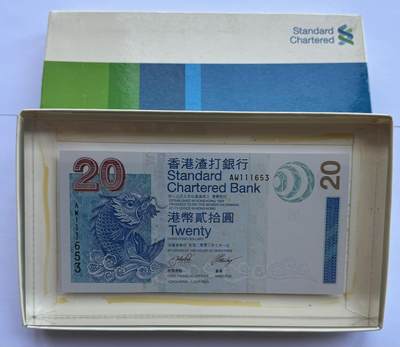 Standard
Chartered
20
香港渣打銀行
Standard
AW111653
Chartered Bank
20
港幣貳拾圓
Twenty
AW111653